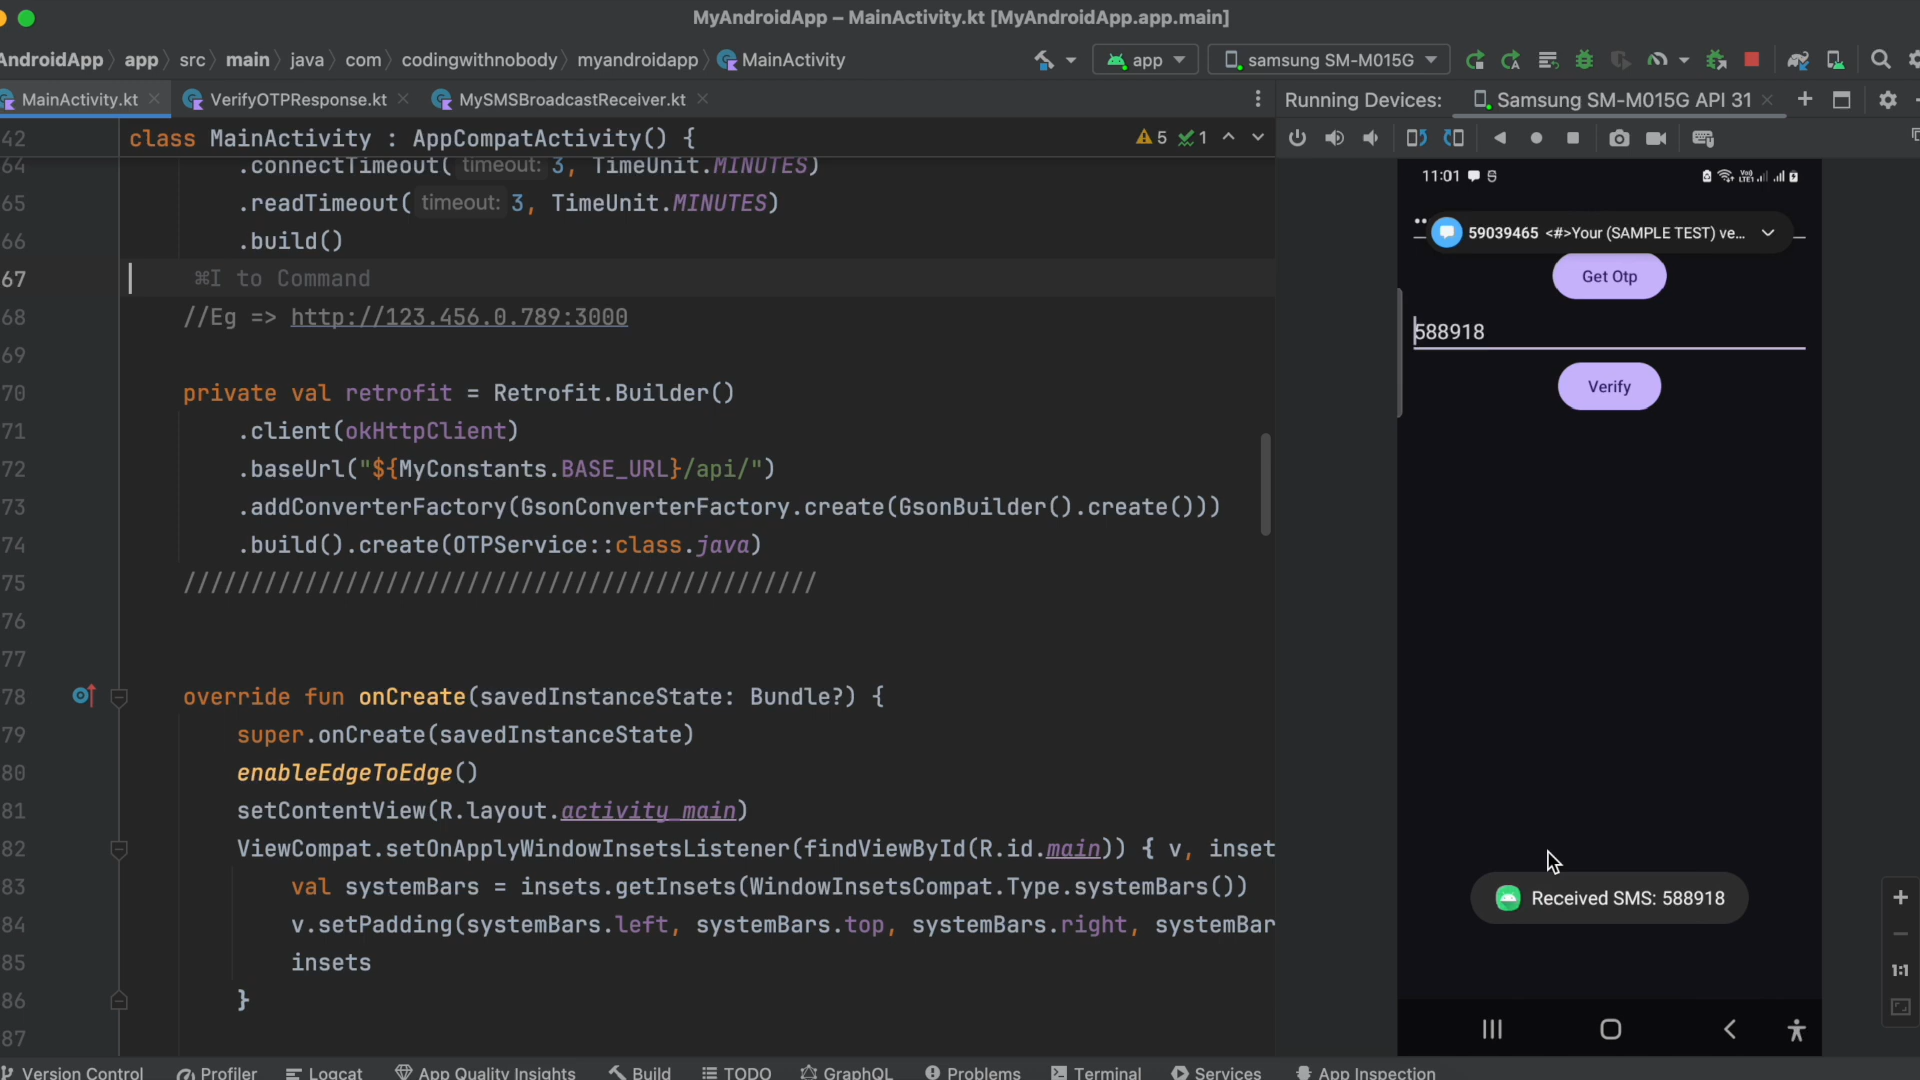 MyAndroidApp – MainActivity.kt [MyAndroidApp.app.main]
AndroidApp app src main java com codingwithnobody myandroidapp MainActivity
app
samsung SM-M015G
MainActivity.kt VerifyOTPResponse.kt MySMSBroadcastReceiver.kt
Running Devices: Samsung SM-M015G API 31
42 class MainActivity : AppCompatActivity() {
5 1
64 .connectTimeout( timeout: 3, TimeUnit.MINUTES)
65 .readTimeout( timeout: 3, TimeUnit.MINUTES)
66 .build()
67 ⌘I to Command
68 //Eg => http://123.456.0.789:3000
69
70 private val retrofit = Retrofit.Builder()
71 .client(okHttpClient)
72 .baseUrl("${MyConstants.BASE_URL}/api/")
73 .addConverterFactory(GsonConverterFactory.create(GsonBuilder().create()))
74 .build().create(OTPService::class.java)
75 ///////////////////////////////////////////////
76
77
78 override fun onCreate(savedInstanceState: Bundle?) {
79 super.onCreate(savedInstanceState)
80 enableEdgeToEdge()
81 setContentView(R.layout.activity_main)
82 ViewCompat.setOnApplyWindowInsetsListener(findViewById(R.id.main)) { v, inset
83 val systemBars = insets.getInsets(WindowInsetsCompat.Type.systemBars())
84 v.setPadding(systemBars.left, systemBars.top, systemBars.right, systemBar
85 insets
86 }
87
11:01
59039465 <#>Your (SAMPLE TEST) ve...
Get Otp
588918
Verify
Received SMS: 588918
1:1
Version Control Profiler Logcat App Quality Insights Build TODO GraphQL Problems Terminal Services App Inspection